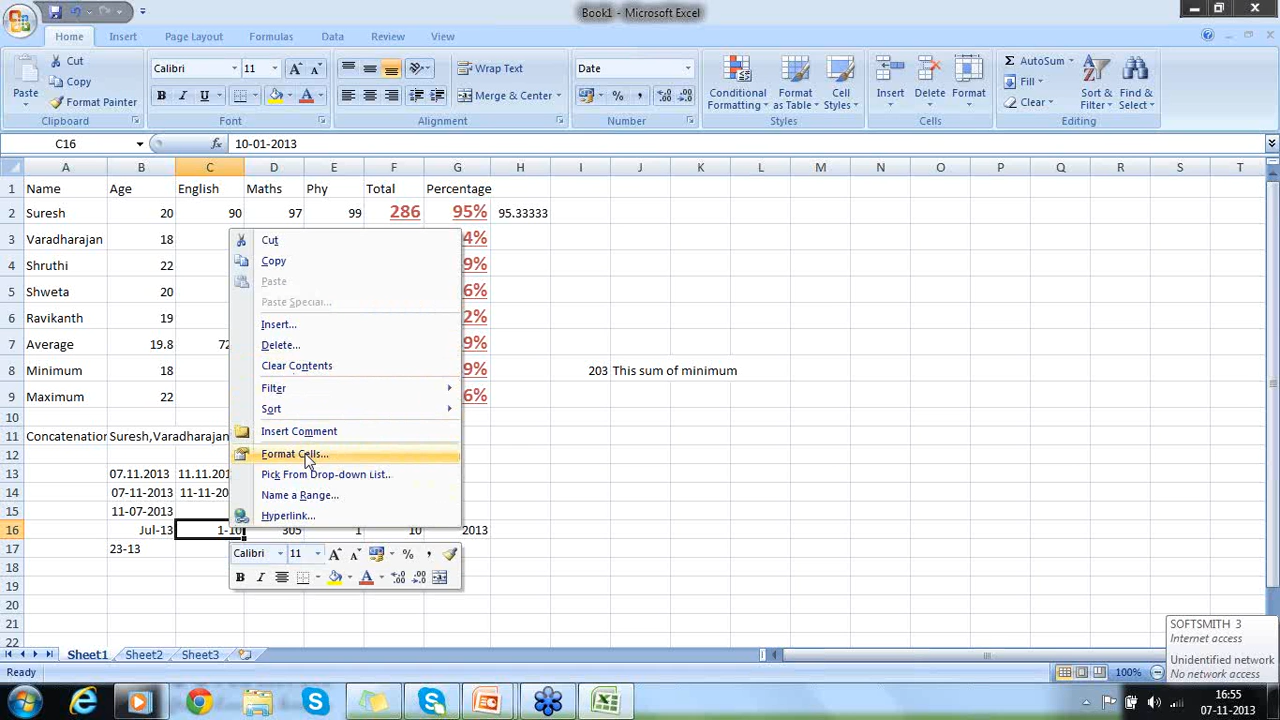 Book1 - Microsoft Excel
Home Insert Page Layout Formulas Data Review View
Cut
Copy
Format Painter
Paste
Clipboard
Calibri 11
B I U
Font
Wrap Text
Merge & Center
Alignment
Date
%
Number
Conditional Formatting
Format as Table
Cell Styles
Styles
Insert Delete Format
Cells
AutoSum
Fill
Clear
Sort & Filter
Find & Select
Editing
C16 fx 10-01-2013
A B C D E F G H I J K L M N O P Q R S T
1 Name Age English Maths Phy Total Percentage
2 Suresh 20 90 97 99 286 95% 95.33333
3 Varadharajan 18 4%
4 Shruthi 22 9%
5 Shweta 20 6%
6 Ravikanth 19 2%
7 Average 19.8 72 9%
8 Minimum 18 9% 203 This sum of minimum
9 Maximum 22 6%
10
11 Concatenation Suresh,Varadharajan
12
13 07.11.2013 11.11.201
14 07-11-2013 11-11-20
15 11-07-2013
16 Jul-13 1-10 305 1 10 2013
17 23-13
18
19
20
21
22
Cut
Copy
Paste
Paste Special...
Insert...
Delete...
Clear Contents
Filter
Sort
Insert Comment
Format Cells...
Pick From Drop-down List...
Name a Range...
Hyperlink...
Calibri 11 A A % ,
B I A
Sheet1 Sheet2 Sheet3
Ready
100%
SOFTSMITH 3
Internet access
Unidentified network
No network access
16:55
07-11-2013